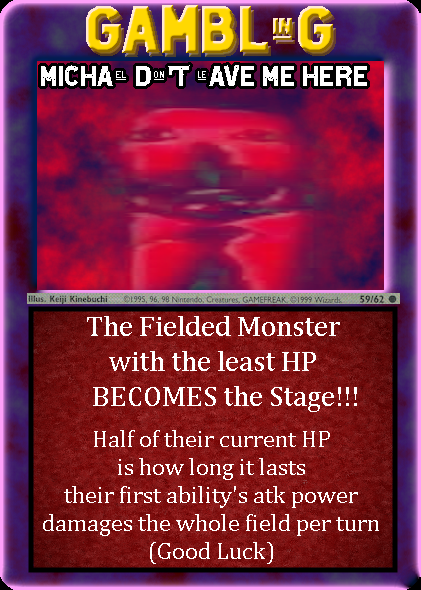 GAMBLiNG
MICHAEL DON'T LEAVE ME HERE
Illus. Keiji Kinebuchi ©1995, 96, 98 Nintendo, Creatures, GAMEFREAK, ©1999 Wizards. 59/62
The Fielded Monster
with the least HP
BECOMES the Stage!!!
Half of their current HP
is how long it lasts
their first ability's atk power
damages the whole field per turn
(Good Luck)